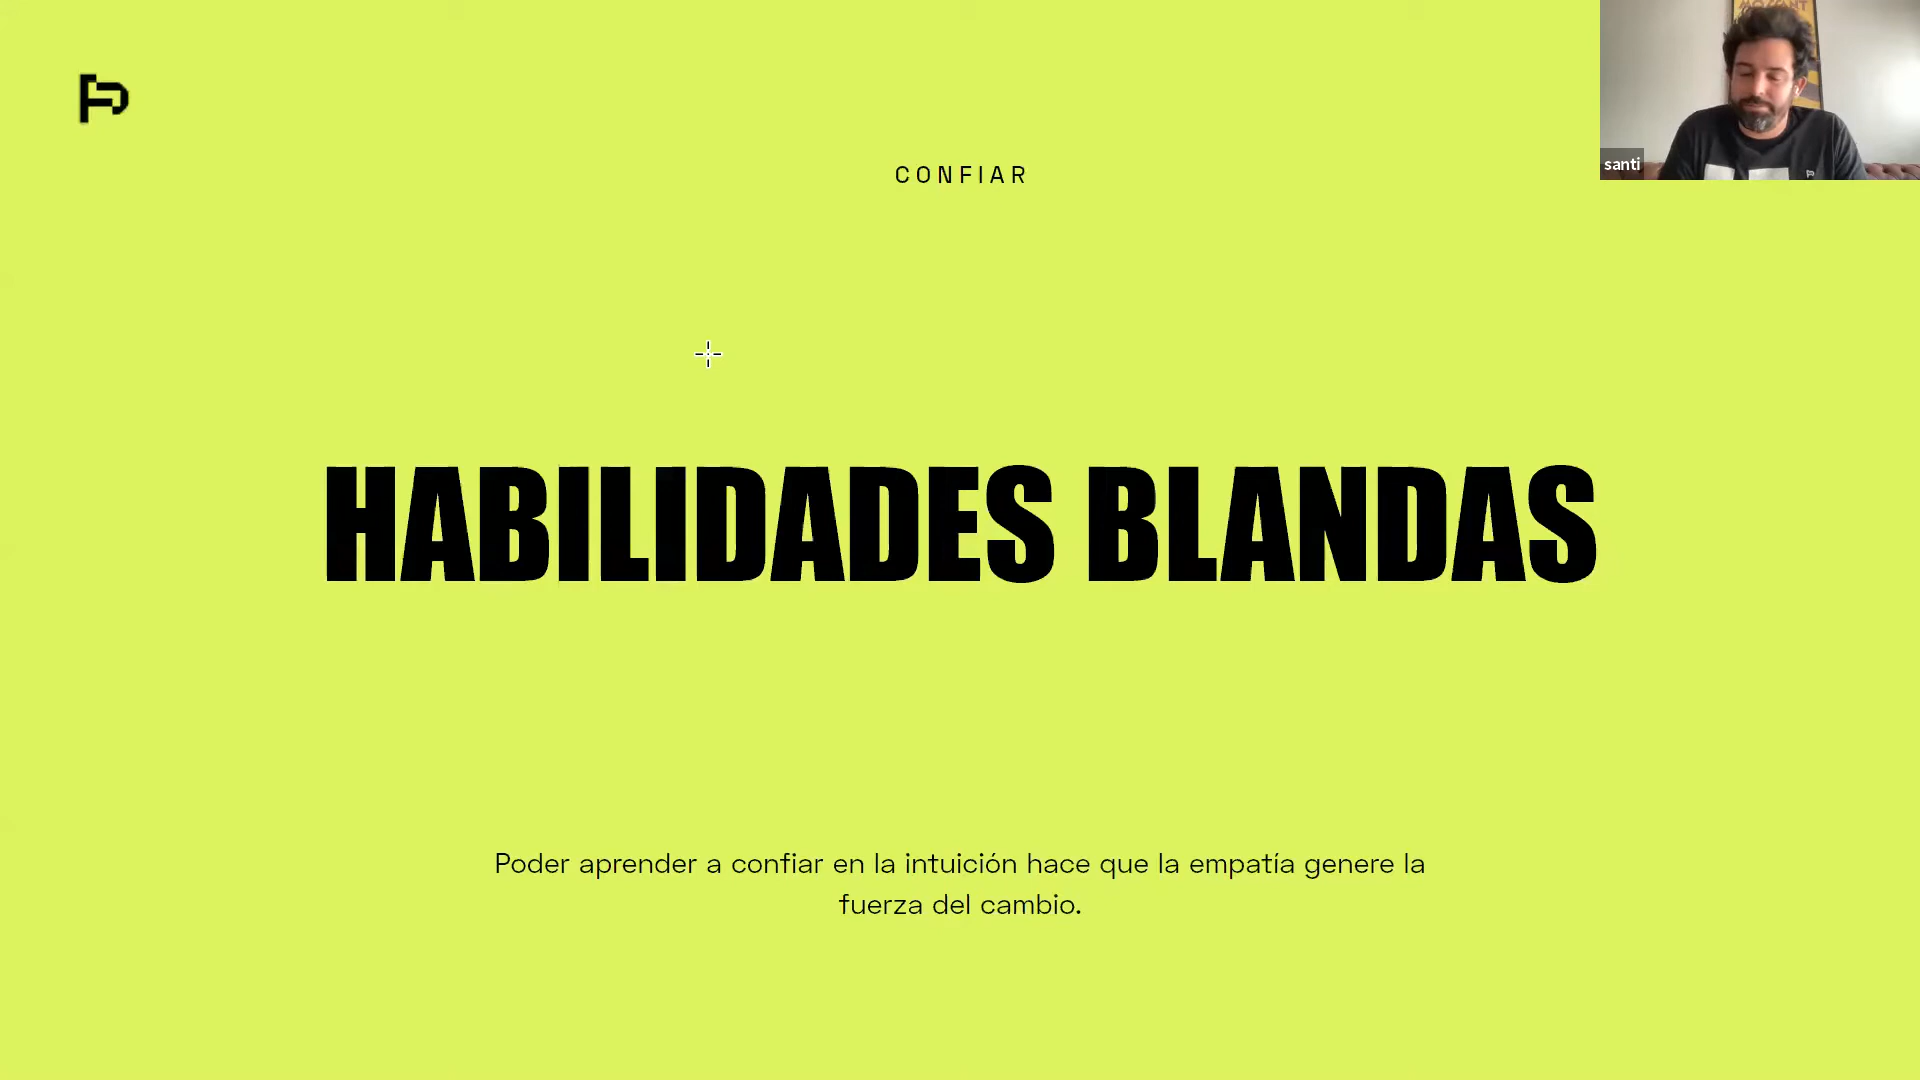 CONFIAR
santi
HABILIDADES BLANDAS
Poder aprender a confiar en la intuición hace que la empatía genere la
fuerza del cambio.